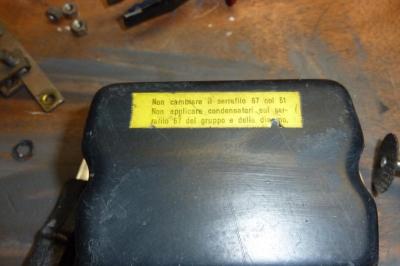 Non cambiare il serrafilo 67 col 51
Non applicare condensatori sul ser-
rafilo 67 del gruppo e della dinamo.